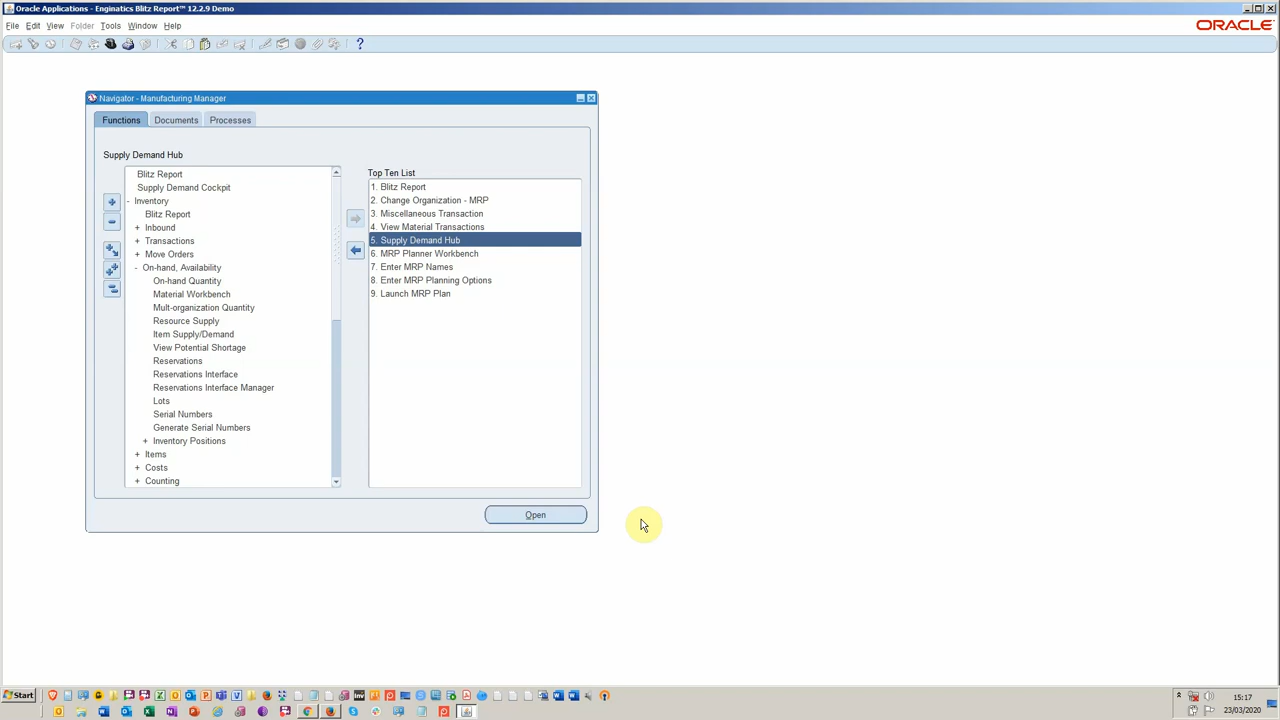 Oracle Applications - Enginatics Blitz Report™ 12.2.9 Demo
File Edit View Folder Tools Window Help
ORACLE
Navigator - Manufacturing Manager
Functions Documents Processes
Supply Demand Hub
Blitz Report
Supply Demand Cockpit
- Inventory
Blitz Report
+ Inbound
+ Transactions
+ Move Orders
- On-hand, Availability
On-hand Quantity
Material Workbench
Mult-organization Quantity
Resource Supply
Item Supply/Demand
View Potential Shortage
Reservations
Reservations Interface
Reservations Interface Manager
Lots
Serial Numbers
Generate Serial Numbers
+ Inventory Positions
+ Items
+ Costs
+ Counting
Top Ten List
1. Blitz Report
2. Change Organization - MRP
3. Miscellaneous Transaction
4. View Material Transactions
5. Supply Demand Hub
6. MRP Planner Workbench
7. Enter MRP Names
8. Enter MRP Planning Options
9. Launch MRP Plan
Open
Start
15:17
23/03/2020